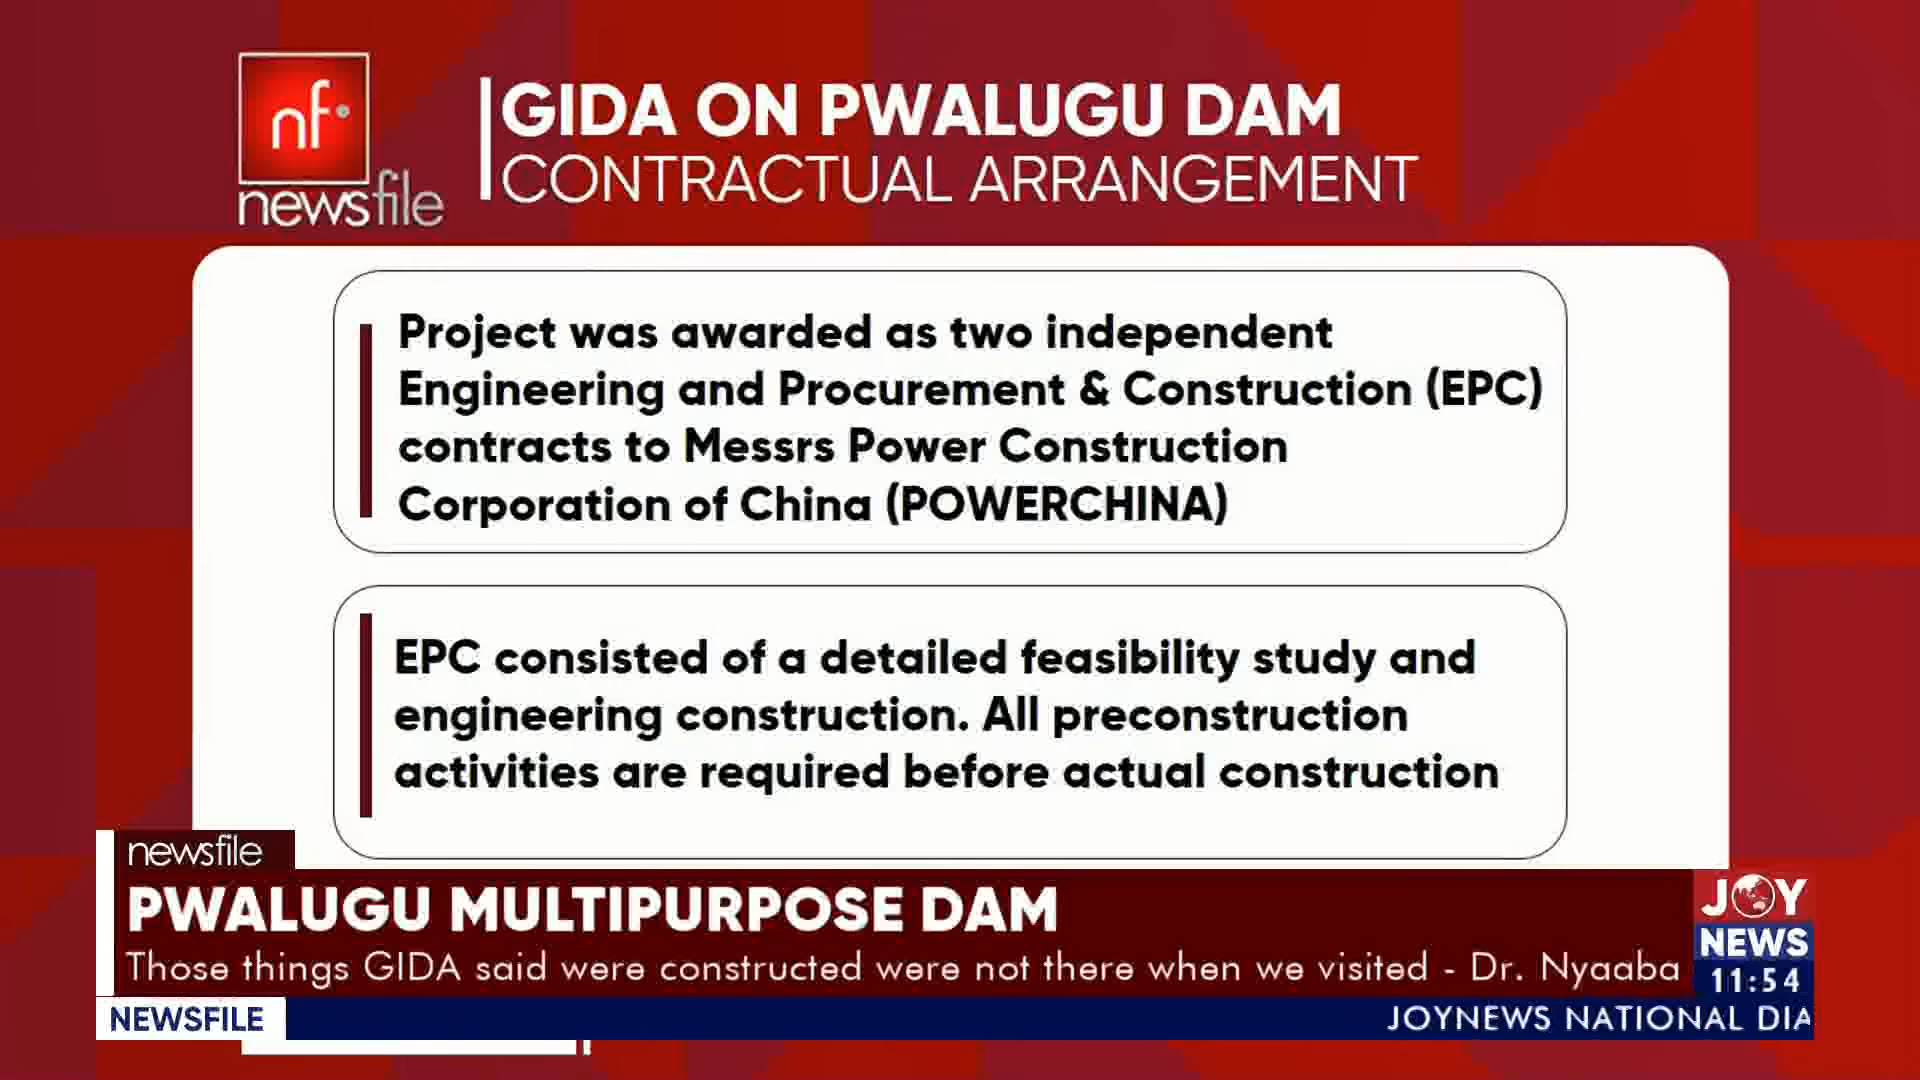 nf
newsfile
GIDA ON PWALUGU DAM
CONTRACTUAL ARRANGEMENT
Project was awarded as two independent
Engineering and Procurement & Construction (EPC)
contracts to Messrs Power Construction
Corporation of China (POWERCHINA)
EPC consisted of a detailed feasibility study and
engineering construction. All preconstruction
activities are required before actual construction
newsfile
PWALUGU MULTIPURPOSE DAM
Those things GIDA said were constructed were not there when we visited - Dr. Nyaaba
JOY
NEWS
11:54
NEWSFILE
JOYNEWS NATIONAL DIA